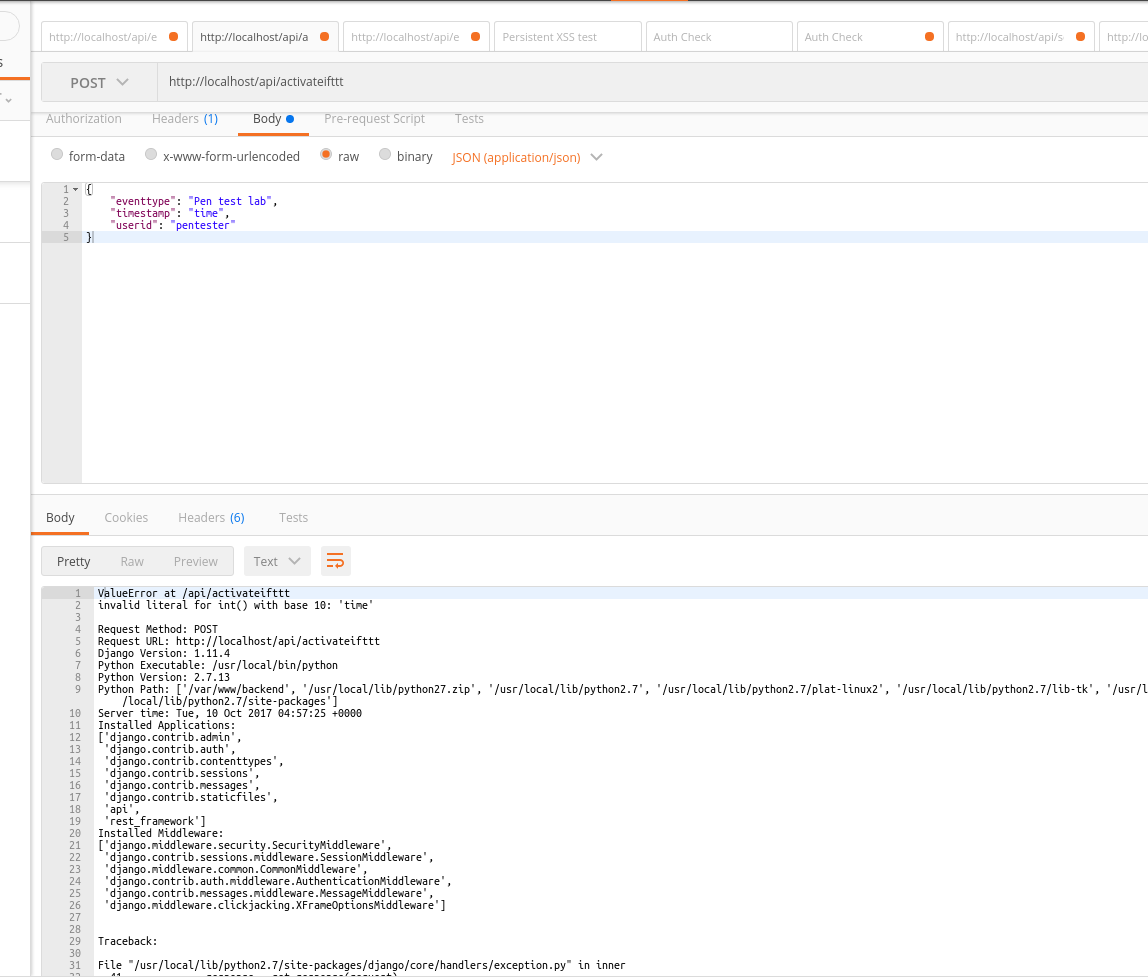 http://localhost/api/e http://localhost/api/a http://localhost/api/e Persistent XSS test Auth Check Auth Check http://localhost/api/s http://lo
s
POST http://localhost/api/activateifttt
Authorization Headers (1) Body Pre-request Script Tests
form-data x-www-form-urlencoded raw binary JSON (application/json)
1 {
2 "eventtype": "Pen test lab",
3 "timestamp": "time",
4 "userid": "pentester"
5 }
Body Cookies Headers (6) Tests
Pretty Raw Preview Text
1 ValueError at /api/activateifttt
2 invalid literal for int() with base 10: 'time'
3
4 Request Method: POST
5 Request URL: http://localhost/api/activateifttt
6 Django Version: 1.11.4
7 Python Executable: /usr/local/bin/python
8 Python Version: 2.7.13
9 Python Path: ['/var/www/backend', '/usr/local/lib/python27.zip', '/usr/local/lib/python2.7', '/usr/local/lib/python2.7/plat-linux2', '/usr/local/lib/python2.7/lib-tk', '/usr/l
/local/lib/python2.7/site-packages']
10 Server time: Tue, 10 Oct 2017 04:57:25 +0000
11 Installed Applications:
12 ['django.contrib.admin',
13 'django.contrib.auth',
14 'django.contrib.contenttypes',
15 'django.contrib.sessions',
16 'django.contrib.messages',
17 'django.contrib.staticfiles',
18 'api',
19 'rest_framework']
20 Installed Middleware:
21 ['django.middleware.security.SecurityMiddleware',
22 'django.contrib.sessions.middleware.SessionMiddleware',
23 'django.middleware.common.CommonMiddleware',
24 'django.contrib.auth.middleware.AuthenticationMiddleware',
25 'django.contrib.messages.middleware.MessageMiddleware',
26 'django.middleware.clickjacking.XFrameOptionsMiddleware']
27
28
29 Traceback:
30
31 File "/usr/local/lib/python2.7/site-packages/django/core/handlers/exception.py" in inner